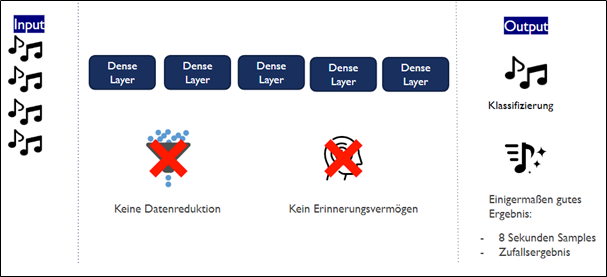 Input
Output
Dense
Layer
Dense
Layer
Dense
Layer
Dense
Layer
Dense
Layer
Klassifizierung
Keine Datenreduktion
Kein Erinnerungsvermögen
Einigermaßen gutes
Ergebnis:
- 8 Sekunden Samples
- Zufallsergebnis